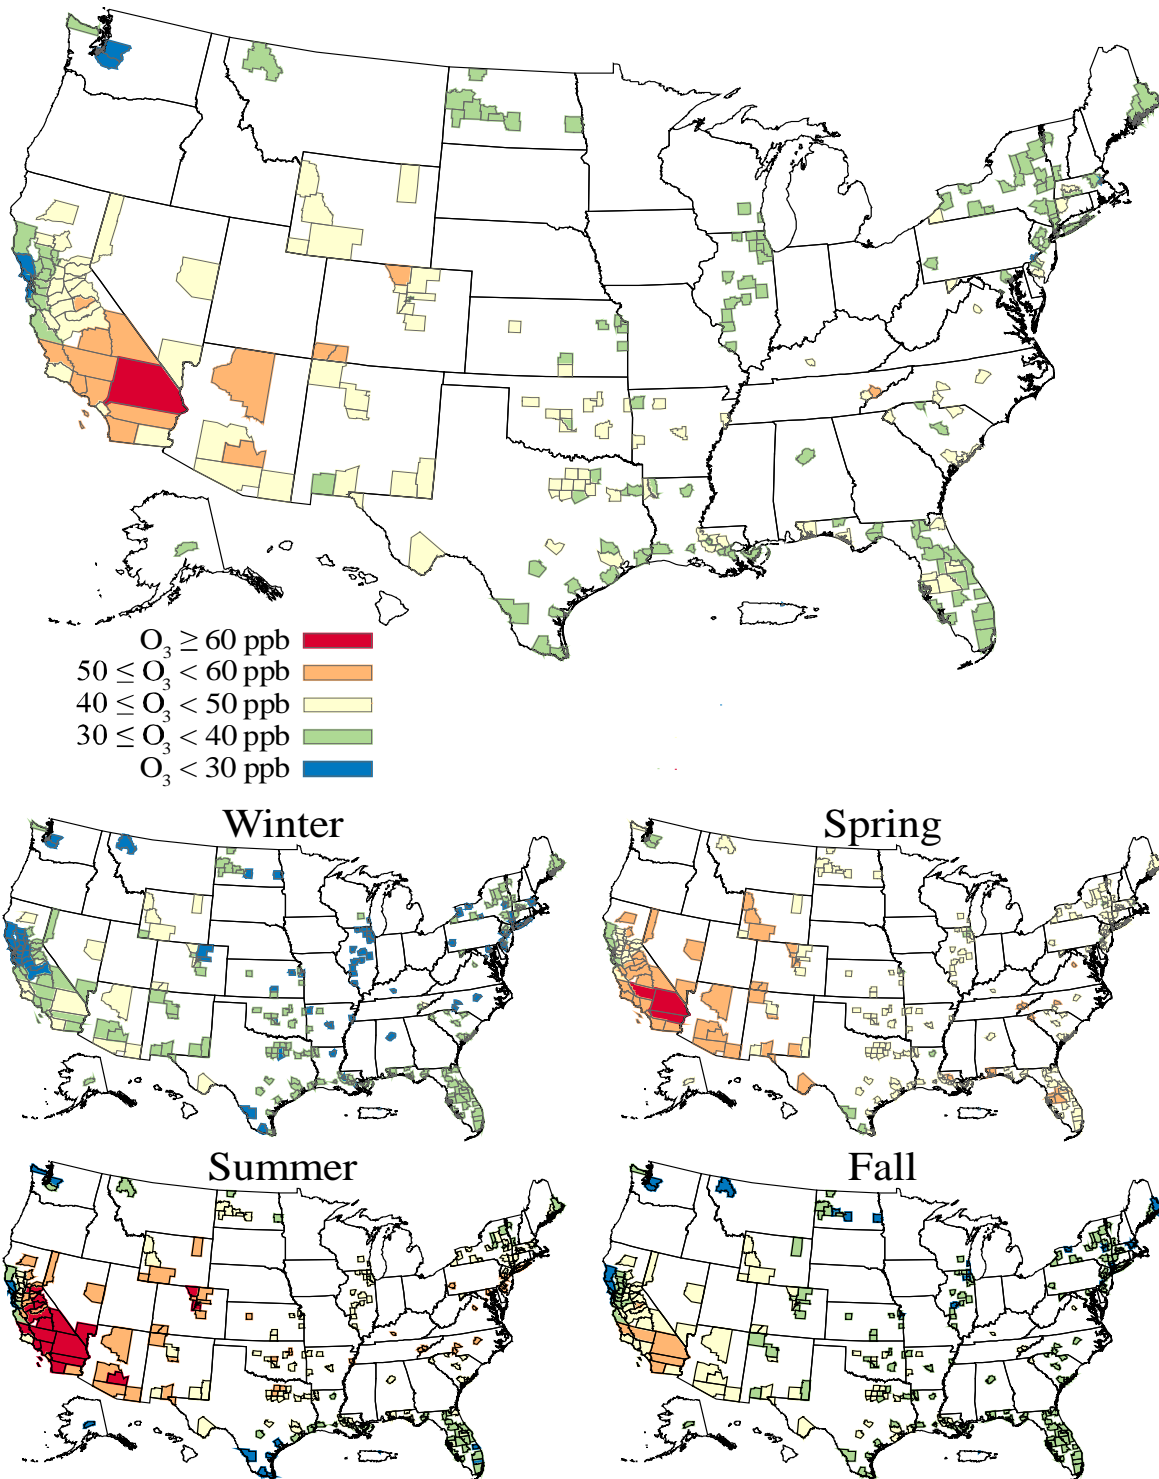 O₃ ≥ 60 ppb
50 ≤ O₃ < 60 ppb
40 ≤ O₃ < 50 ppb
30 ≤ O₃ < 40 ppb
O₃ < 30 ppb
Winter
Spring
Summer
Fall